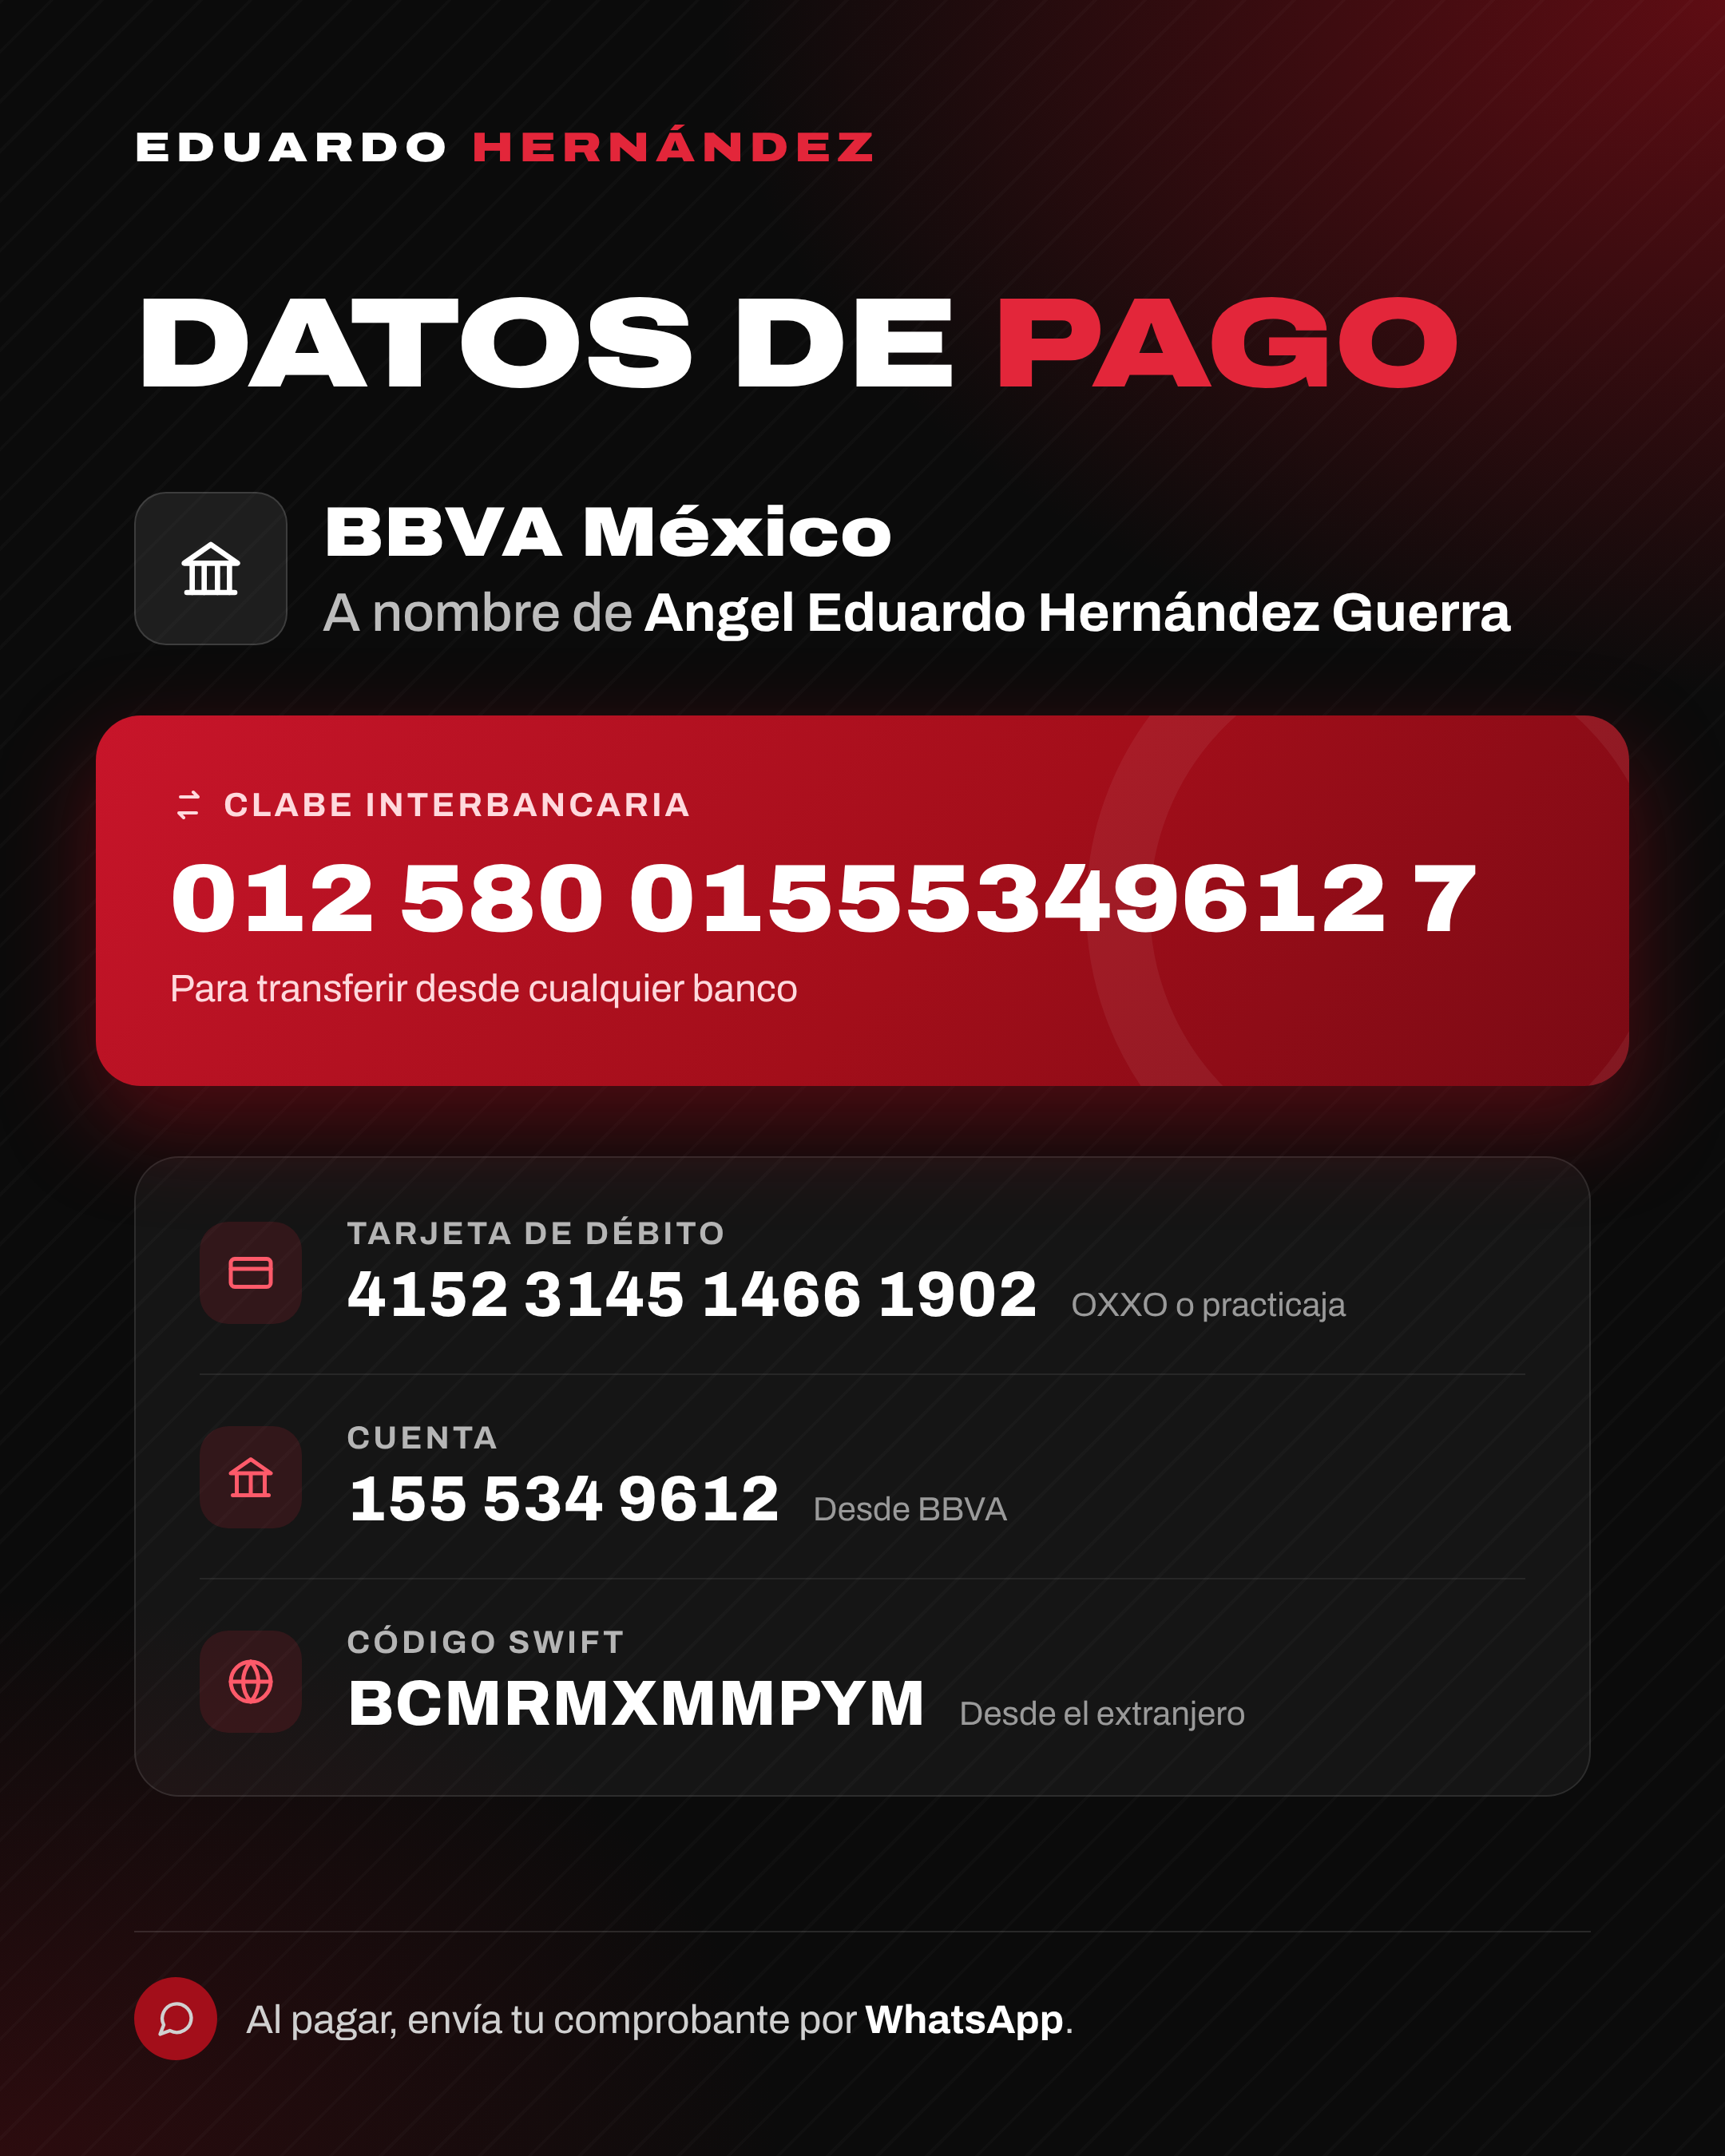 EDUARDO HERNÁNDEZ
DATOS DE PAGO
BBVA México
A nombre de Angel Eduardo Hernández Guerra
CLABE INTERBANCARIA
012 580 01555349612 7
Para transferir desde cualquier banco
TARJETA DE DÉBITO
4152 3145 1466 1902 OXXO o practicaja
CUENTA
155 534 9612 Desde BBVA
CÓDIGO SWIFT
BCMRMXMMPYM Desde el extranjero
Al pagar, envía tu comprobante por WhatsApp.